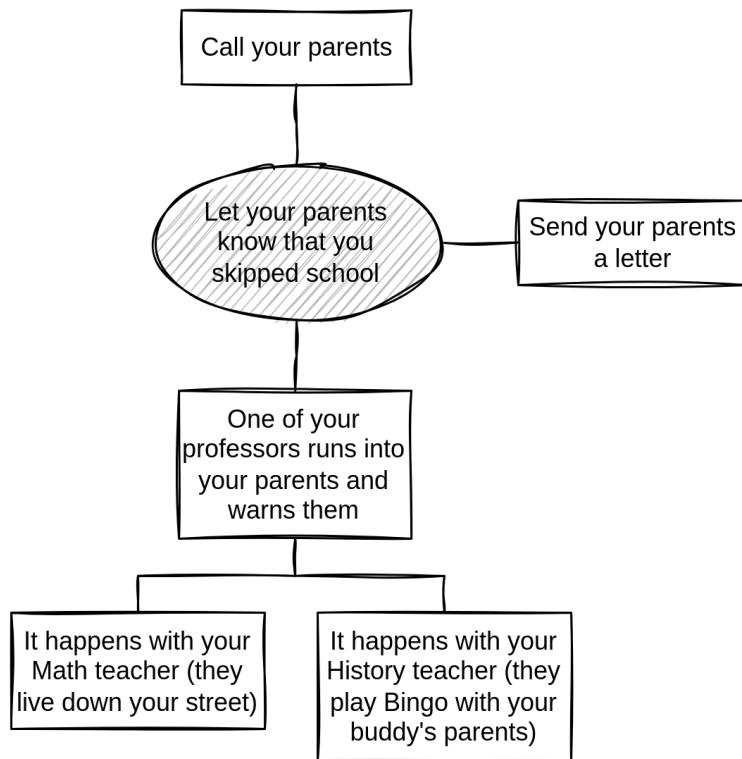 Call your parents
Let your parents
know that you
skipped school
Send your parents
a letter
One of your
professors runs into
your parents and
warns them
It happens with your
Math teacher (they
live down your street)
It happens with your
History teacher (they
play Bingo with your
buddy's parents)